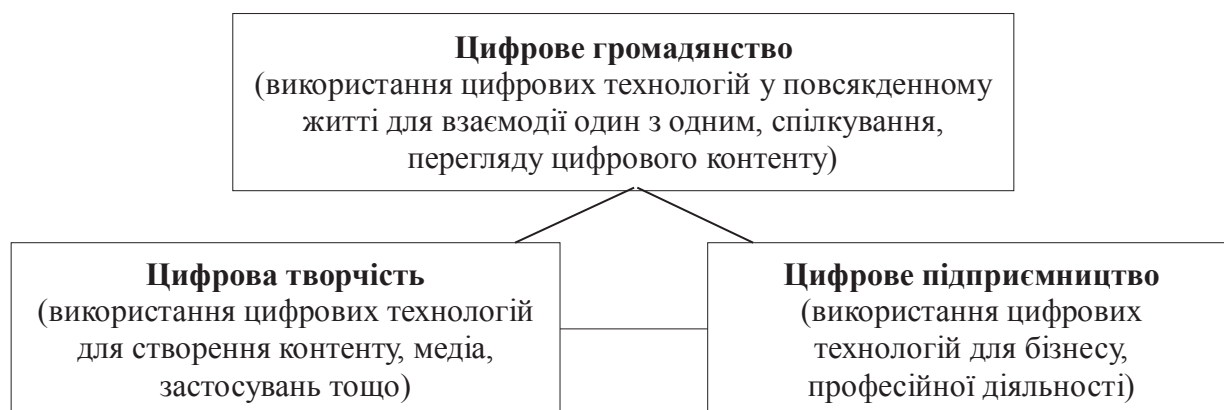 Цифрове громадянство
(використання цифрових технологій у повсякденному
житті для взаємодії один з одним, спілкування,
перегляду цифрового контенту)
Цифрова творчість
(використання цифрових технологій
для створення контенту, медіа,
застосувань тощо)
Цифрове підприємництво
(використання цифрових
технологій для бізнесу,
професійної діяльності)